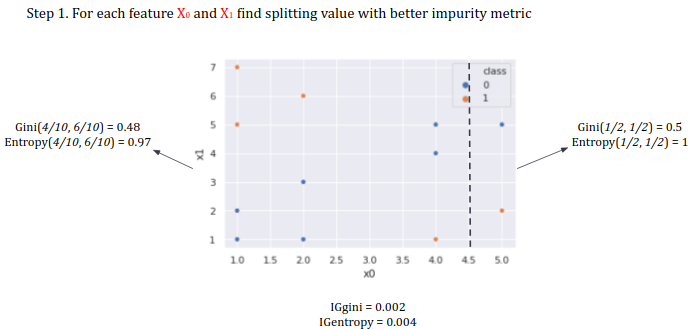 Step 1. For each feature X₀ and X₁ find splitting value with better impurity metric
class
0
1
7
6
5
4
3
2
1
x1
1.0 1.5 2.0 2.5 3.0 3.5 4.0 4.5 5.0
x0
Gini(4/10, 6/10) = 0.48
Entropy(4/10, 6/10) = 0.97
Gini(1/2, 1/2) = 0.5
Entropy(1/2, 1/2) = 1
IGgini = 0.002
IGentropy = 0.004